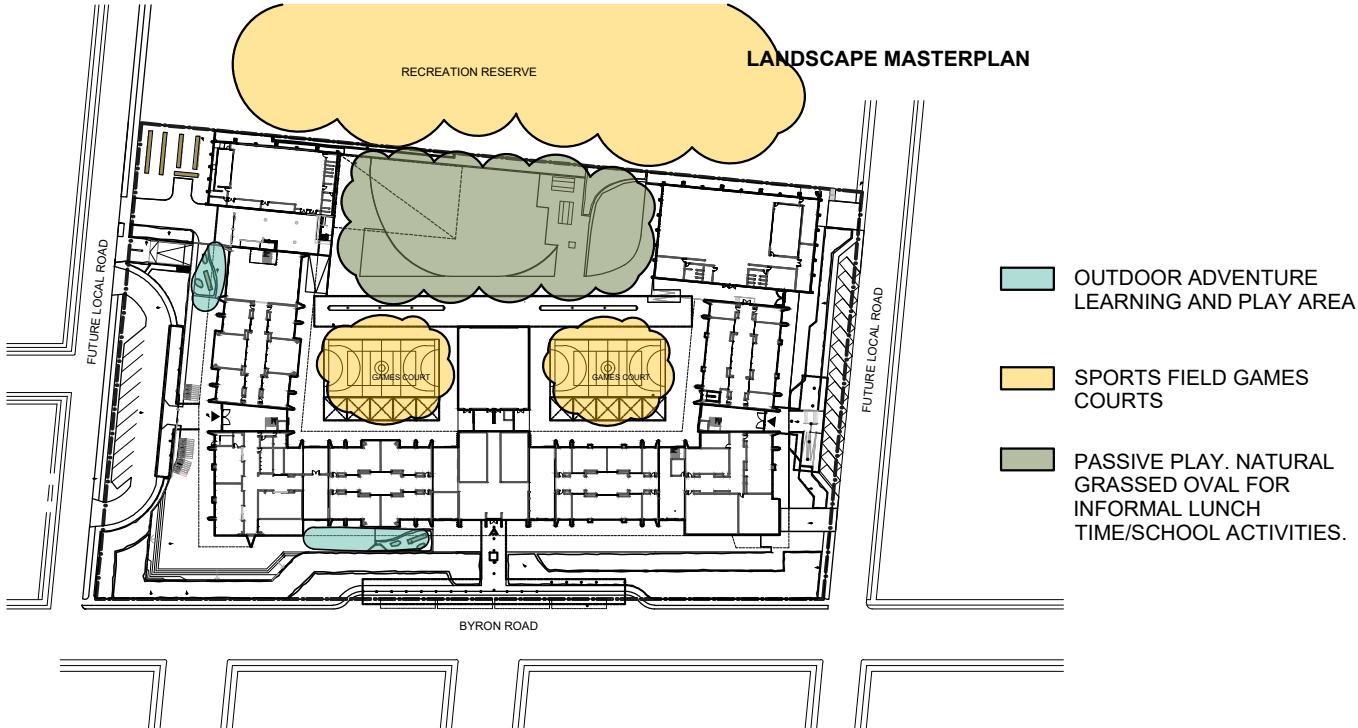 LANDSCAPE MASTERPLAN
RECREATION RESERVE
FUTURE LOCAL ROAD
FUTURE LOCAL ROAD
GAMES COURT
GAMES COURT
BYRON ROAD
OUTDOOR ADVENTURE
LEARNING AND PLAY AREA
SPORTS FIELD GAMES
COURTS
PASSIVE PLAY. NATURAL
GRASSED OVAL FOR
INFORMAL LUNCH
TIME/SCHOOL ACTIVITIES.